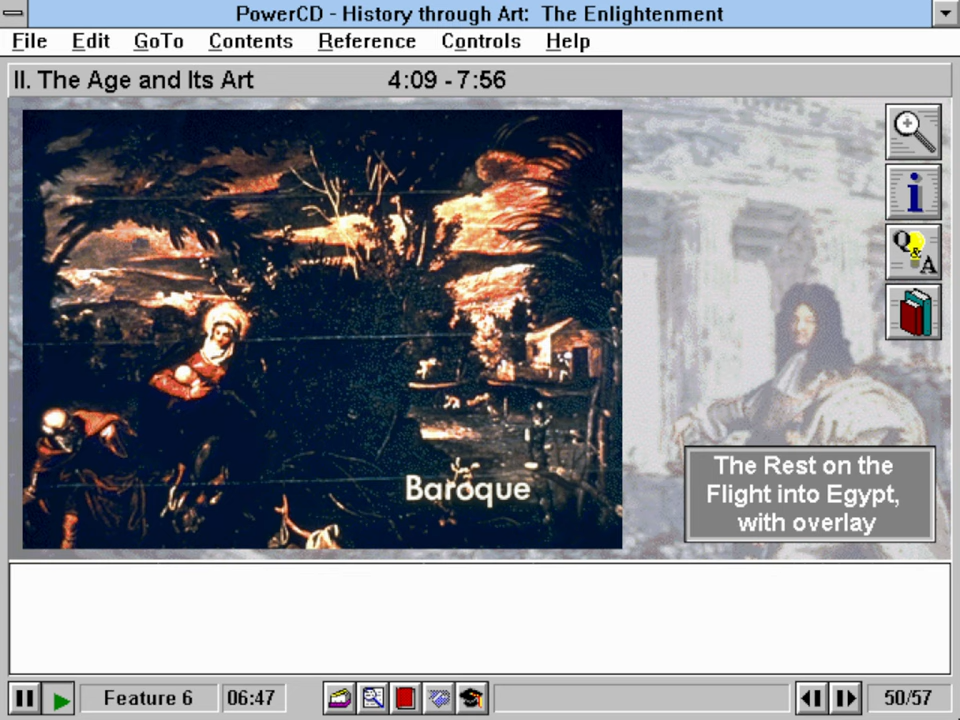 PowerCD - History through Art: The Enlightenment
File Edit GoTo Contents Reference Controls Help
II. The Age and Its Art 4:09 - 7:56
i
Q & A
Baroque
The Rest on the
Flight into Egypt,
with overlay
Feature 6 06:47 50/57